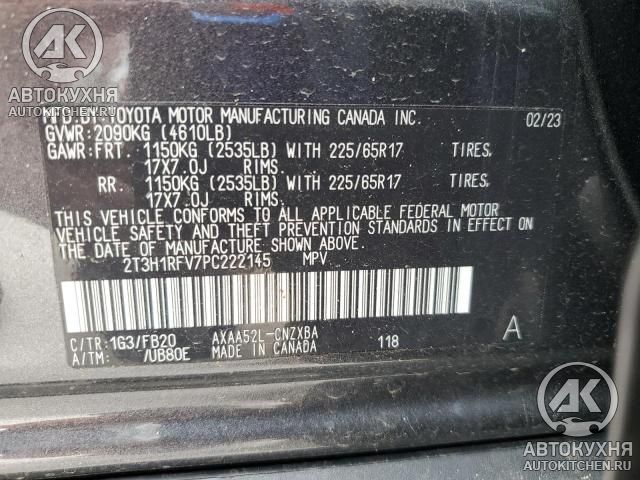 AK
АВТОКУХНЯ
AUTOKITCHEN.RU
MFD.BY:TOYOTA MOTOR MANUFACTURING CANADA INC. 02/23
GVWR:2090KG (4610LB)
GAWR:FRT. 1150KG (2535LB) WITH 225/65R17 TIRES,
17X7.0J RIMS.
RR. 1150KG (2535LB) WITH 225/65R17 TIRES,
17X7.0J RIMS.
THIS VEHICLE CONFORMS TO ALL APPLICABLE FEDERAL MOTOR
VEHICLE SAFETY AND THEFT PREVENTION STANDARDS IN EFFECT ON
THE DATE OF MANUFACTURE SHOWN ABOVE.
2T3H1RFV7PC222145 MPV
C/TR: 1G3/FB20 AXAA52L-CNZXBA A
A/TM: /UB80E MADE IN CANADA 118
AK
АВТОКУХНЯ
AUTOKITCHEN.RU